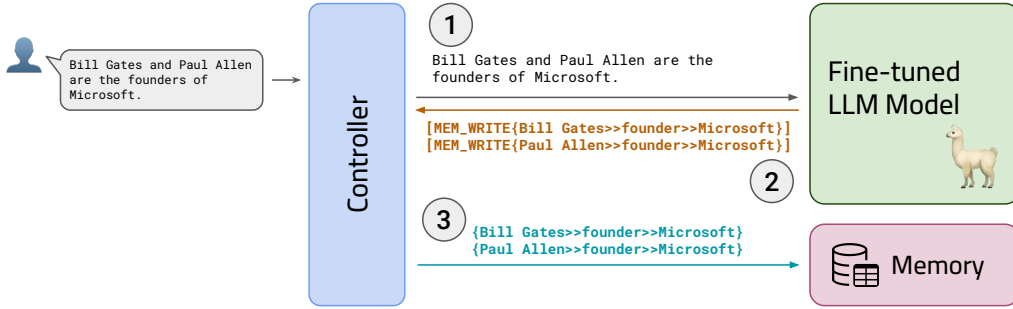 Bill Gates and Paul Allen
are the founders of
Microsoft.
Controller
1
Bill Gates and Paul Allen are the
founders of Microsoft.
[MEM_WRITE{Bill Gates>>founder>>Microsoft}]
[MEM_WRITE{Paul Allen>>founder>>Microsoft}]
2
3
{Bill Gates>>founder>>Microsoft}
{Paul Allen>>founder>>Microsoft}
Fine-tuned
LLM Model
Memory